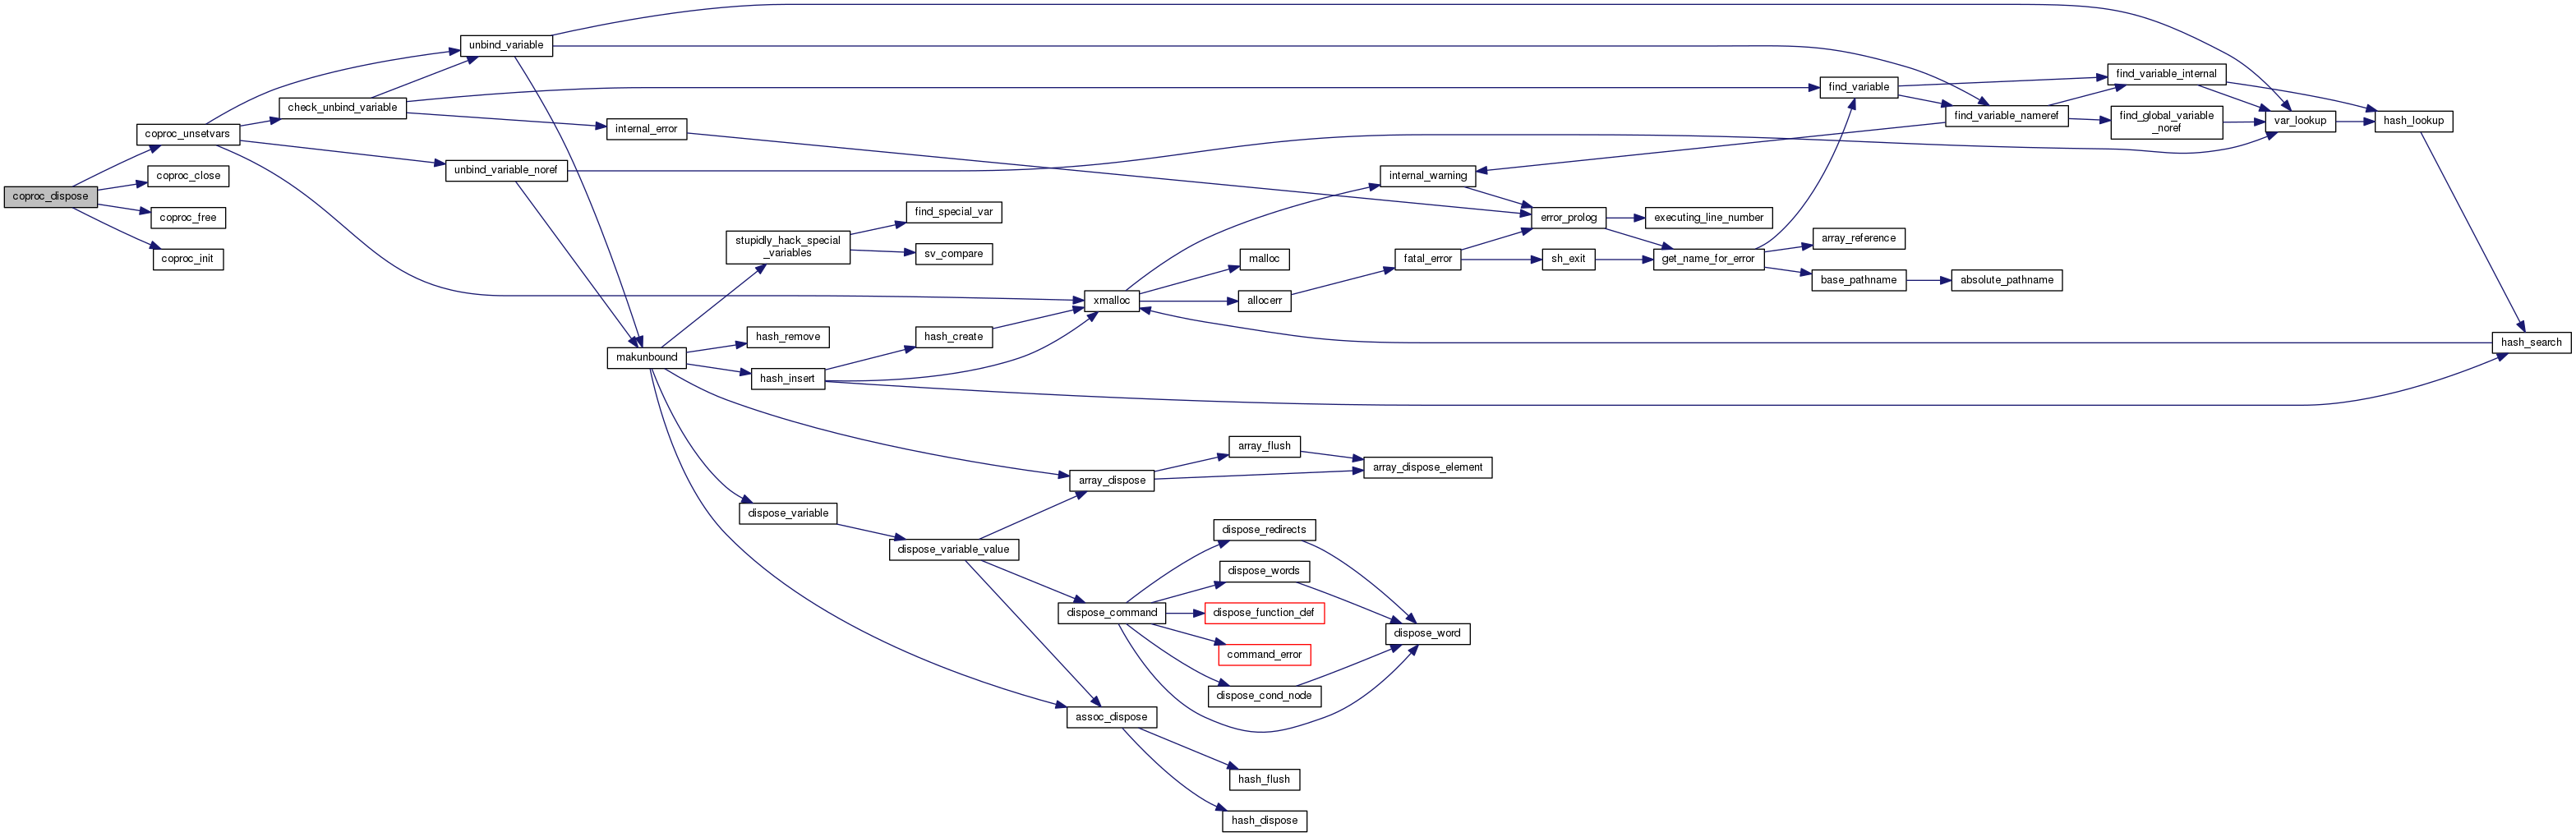 unbind_variable
find_variable_internal
find_variable
check_unbind_variable
find_variable_nameref
find_global_variable
_noref
var_lookup
hash_lookup
internal_error
coproc_unsetvars
unbind_variable_noref
coproc_close
internal_warning
coproc_dispose
coproc_free
find_special_var
error_prolog
executing_line_number
array_reference
stupidly_hack_special
_variables
sv_compare
coproc_init
malloc
fatal_error
sh_exit
get_name_for_error
base_pathname
absolute_pathname
xmalloc
allocerr
hash_remove
hash_create
hash_search
makunbound
hash_insert
array_flush
array_dispose_element
array_dispose
dispose_variable
dispose_redirects
dispose_variable_value
dispose_words
dispose_command
dispose_function_def
dispose_word
command_error
dispose_cond_node
assoc_dispose
hash_flush
hash_dispose